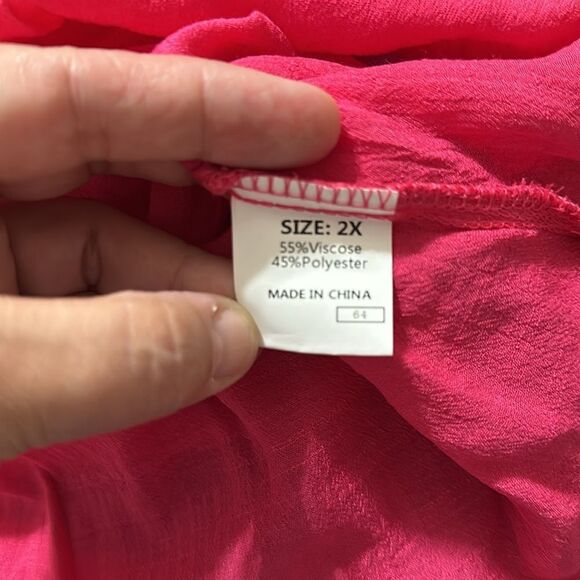 SIZE: 2X
55%Viscose
45%Polyester
MADE IN CHINA
64